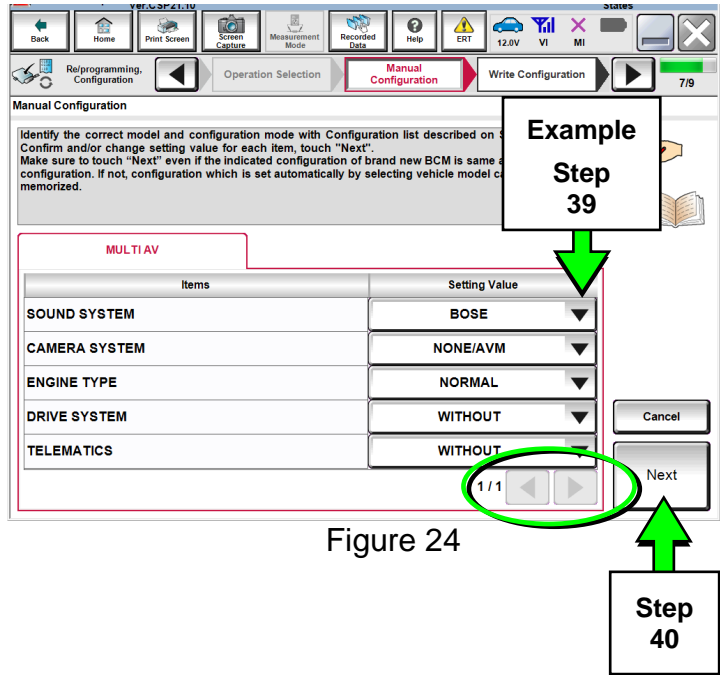 Ver.CSP21.10
States
Back
Home
Print Screen
Screen
Capture
Measurement
Mode
Recorded
Data
Help
ERT
12.0V
VI
MI
Re/programming,
Configuration
Operation Selection
Manual
Configuration
Write Configuration
7/9
Manual Configuration
Identify the correct model and configuration mode with Configuration list described on
Confirm and/or change setting value for each item, touch "Next".
Make sure to touch “Next” even if the indicated configuration of brand new BCM is same
configuration. If not, configuration which is set automatically by selecting vehicle model
memorized.
Example
Step
39
MULTI AV
Items
Setting Value
SOUND SYSTEM
BOSE
CAMERA SYSTEM
NONE/AVM
ENGINE TYPE
NORMAL
DRIVE SYSTEM
WITHOUT
TELEMATICS
WITHOUT
1/1
Cancel
Next
Figure 24
Step
40